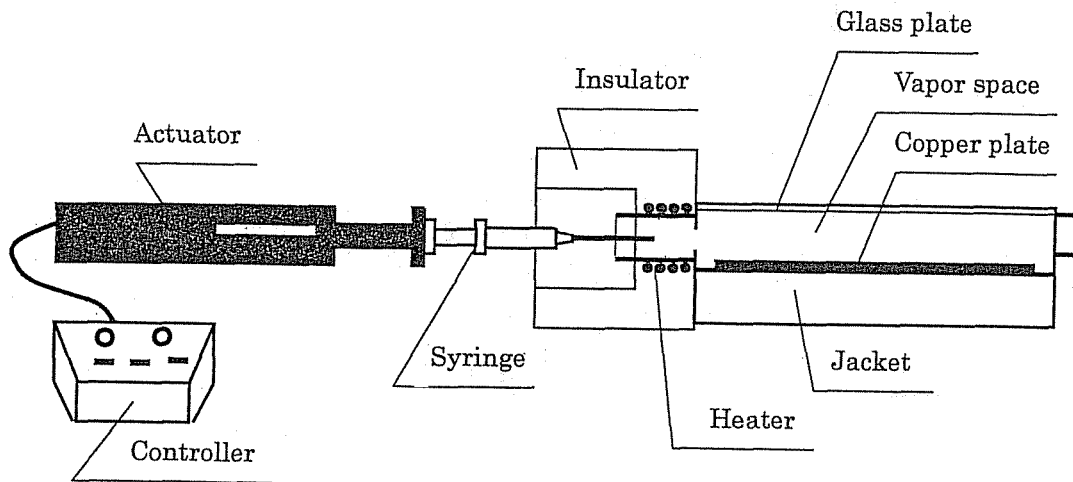 Glass plate
Insulator
Vapor space
Actuator
Copper plate
Syringe
Jacket
Heater
Controller